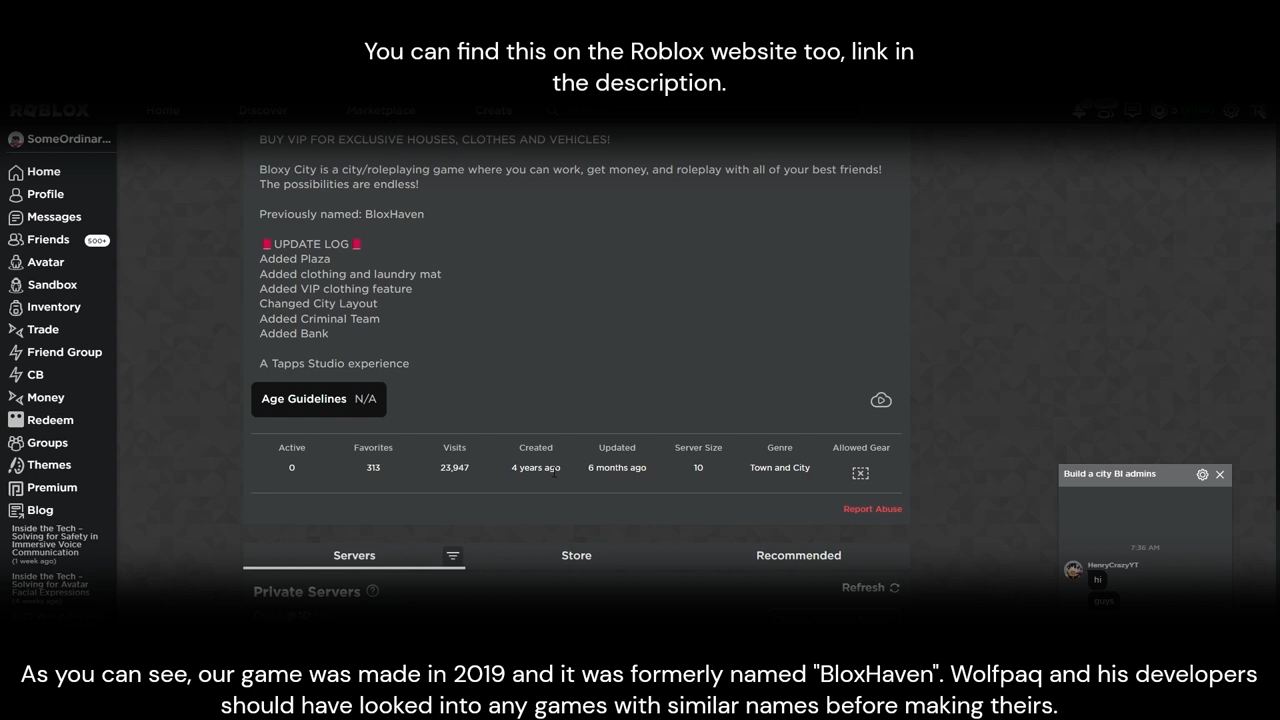 You can find this on the Roblox website too, link in
the description.
ROBLOX Home Discover Marketplace Create
SomeOrdinar...
Home
Profile
Messages
Friends 500+
Avatar
Sandbox
Inventory
Trade
Friend Group
CB
Money
Redeem
Groups
Themes
Premium
Blog
Inside the Tech –
Solving for Safety in
Immersive Voice
Communication
(1 week ago)
Inside the Tech –
Solving for Avatar
Facial Expressions
BUY VIP FOR EXCLUSIVE HOUSES, CLOTHES AND VEHICLES!
Bloxy City is a city/roleplaying game where you can work, get money, and roleplay with all of your best friends!
The possibilities are endless!
Previously named: BloxHaven
UPDATE LOG
Added Plaza
Added clothing and laundry mat
Added VIP clothing feature
Changed City Layout
Added Criminal Team
Added Bank
A Tapps Studio experience
Age Guidelines N/A
Active Favorites Visits Created Updated Server Size Genre Allowed Gear
0 313 23,947 4 years ago 6 months ago 10 Town and City
Report Abuse
Servers Store Recommended
Private Servers Refresh
Build a city BI admins
7:36 AM
HenryCrazyYT
hi
guys
As you can see, our game was made in 2019 and it was formerly named "BloxHaven". Wolfpaq and his developers
should have looked into any games with similar names before making theirs.